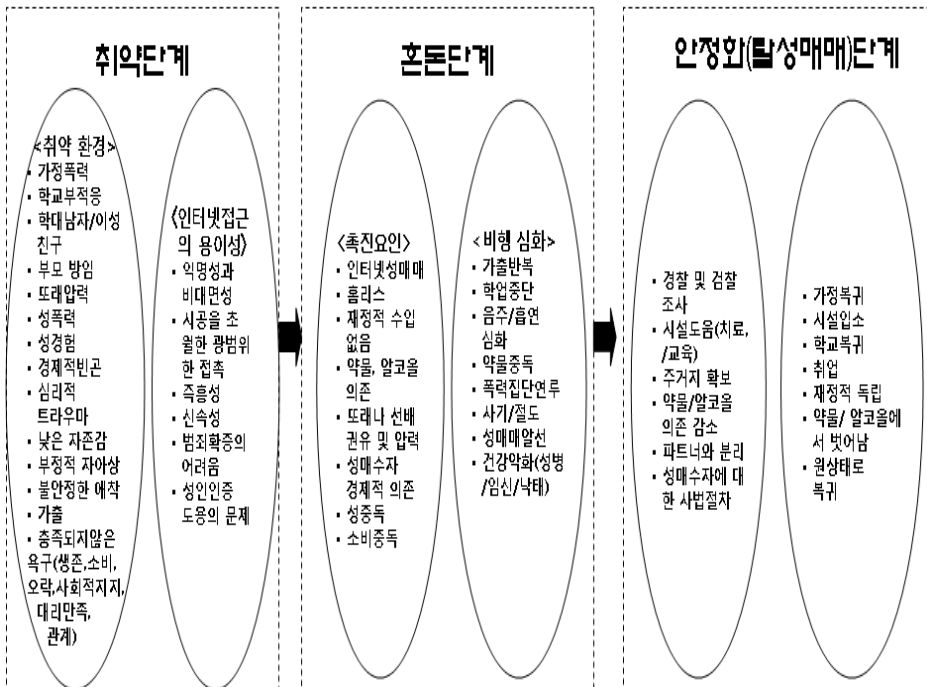 취약단계
<취약 환경>
· 가정폭력
· 학교부적응
· 학대남자/이성
친구
· 부모 방임
· 또래압력
· 성폭력
· 성경험
· 경제적빈곤
· 심리적
트라우마
· 낮은 자존감
· 부정적 자아상
· 불안정한 애착
· 가출
· 충족되지않은
욕구(생존,소비,
오락,사회적지지,
대리만족,
관계)
<인터넷접근
의 용이성>
· 익명성과
비대면성
· 시공을 초
월한 광범위
한 접촉
· 즉흥성
· 신속성
· 범죄확증의
어려움
· 성인인증
도용의 문제
혼돈단계
<촉진요인>
· 인터넷성매매
· 홈리스
· 재정적 수입
없음
· 약물, 알코올
의존
· 또래나 선배
권유 및 압력
· 성매수자
경제적 의존
· 성중독
· 소비중독
<비행 심화>
· 가출반복
· 학업중단
· 음주/흡연
심화
· 약물중독
· 폭력집단연루
· 사기/절도
· 성매매알선
· 건강악화(성병
/임신/낙태)
안정화(탈성매매)단계
· 경찰 및 검찰
조사
· 시설도움(치료,
/교육)
· 주거지 확보
· 약물/알코올
의존 감소
· 파트너와 분리
· 성매수자에 대
한 사법절차
· 가정복귀
· 시설입소
· 학교복귀
· 취업
· 재정적 독립
· 약물/ 알코올에
서 벗어남
· 원상태로
복귀